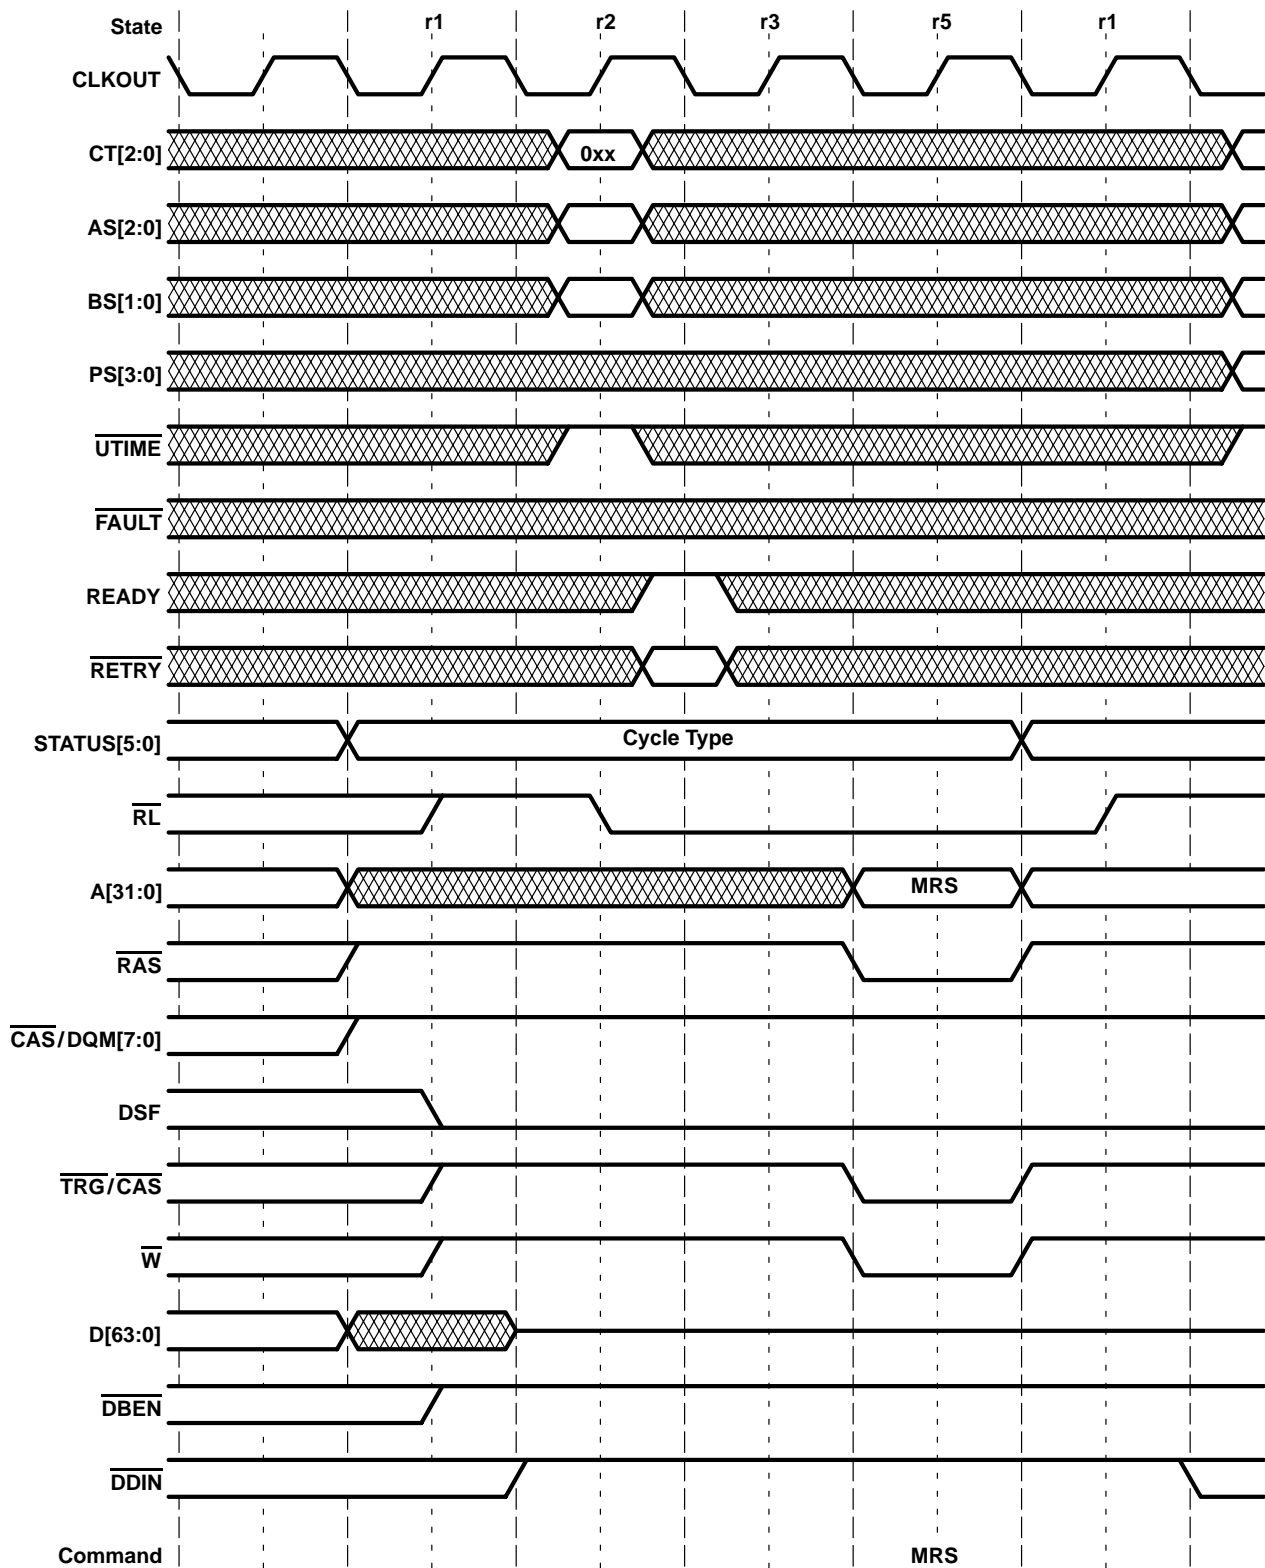 State r1 r2 r3 r5 r1
CLKOUT
CT[2:0] 0xx
AS[2:0]
BS[1:0]
PS[3:0]
UTIME
FAULT
READY
RETRY
STATUS[5:0] Cycle Type
RL
A[31:0] MRS
RAS
CAS/DQM[7:0]
DSF
TRG/CAS
W
D[63:0]
DBEN
DDIN
Command MRS